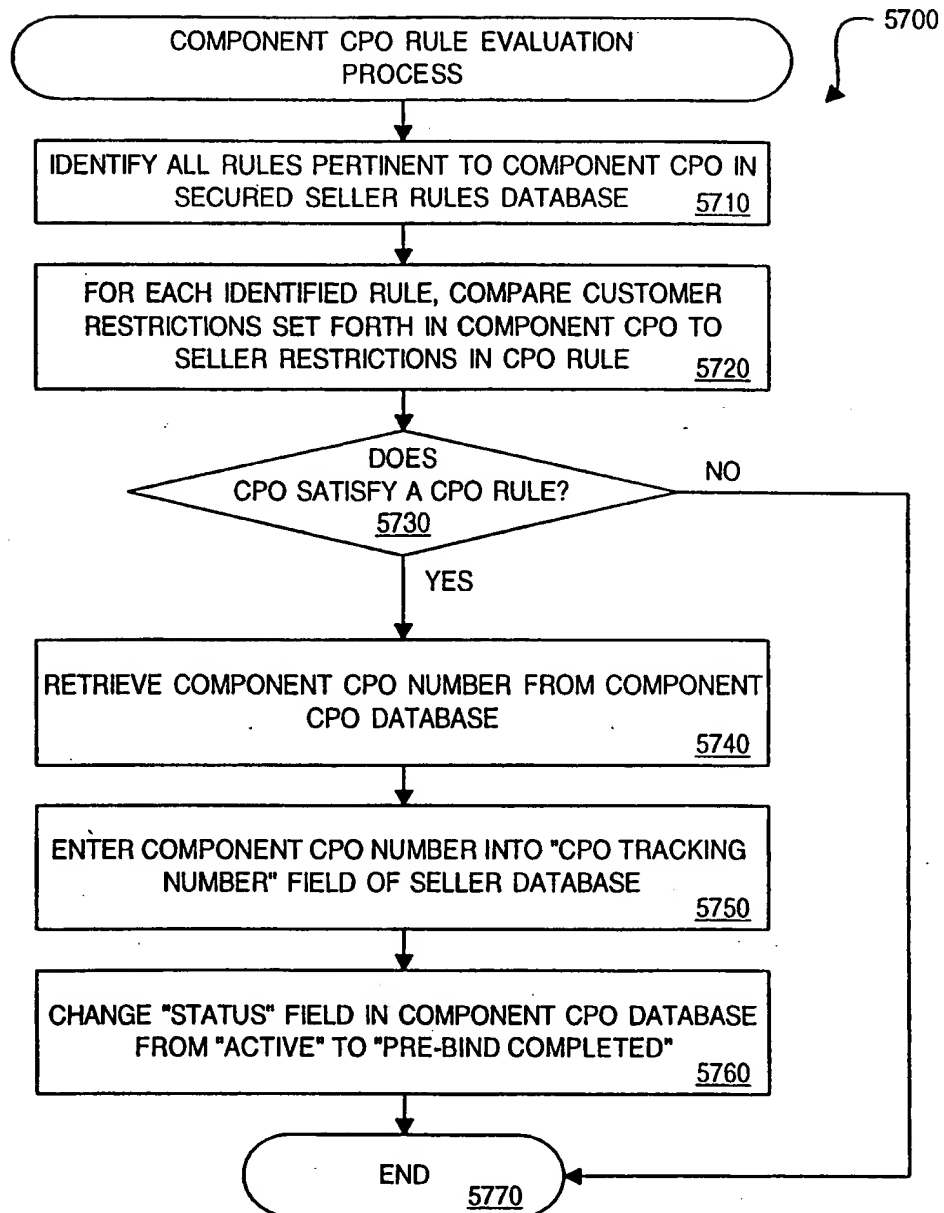 5700
COMPONENT CPO RULE EVALUATION
PROCESS
IDENTIFY ALL RULES PERTINENT TO COMPONENT CPO IN
SECURED SELLER RULES DATABASE 5710
FOR EACH IDENTIFIED RULE, COMPARE CUSTOMER
RESTRICTIONS SET FORTH IN COMPONENT CPO TO
SELLER RESTRICTIONS IN CPO RULE 5720
DOES
CPO SATISFY A CPO RULE?
5730
NO
YES
RETRIEVE COMPONENT CPO NUMBER FROM COMPONENT
CPO DATABASE
5740
ENTER COMPONENT CPO NUMBER INTO "CPO TRACKING
NUMBER" FIELD OF SELLER DATABASE
5750
CHANGE "STATUS" FIELD IN COMPONENT CPO DATABASE
FROM "ACTIVE" TO "PRE-BIND COMPLETED"
5760
END
5770